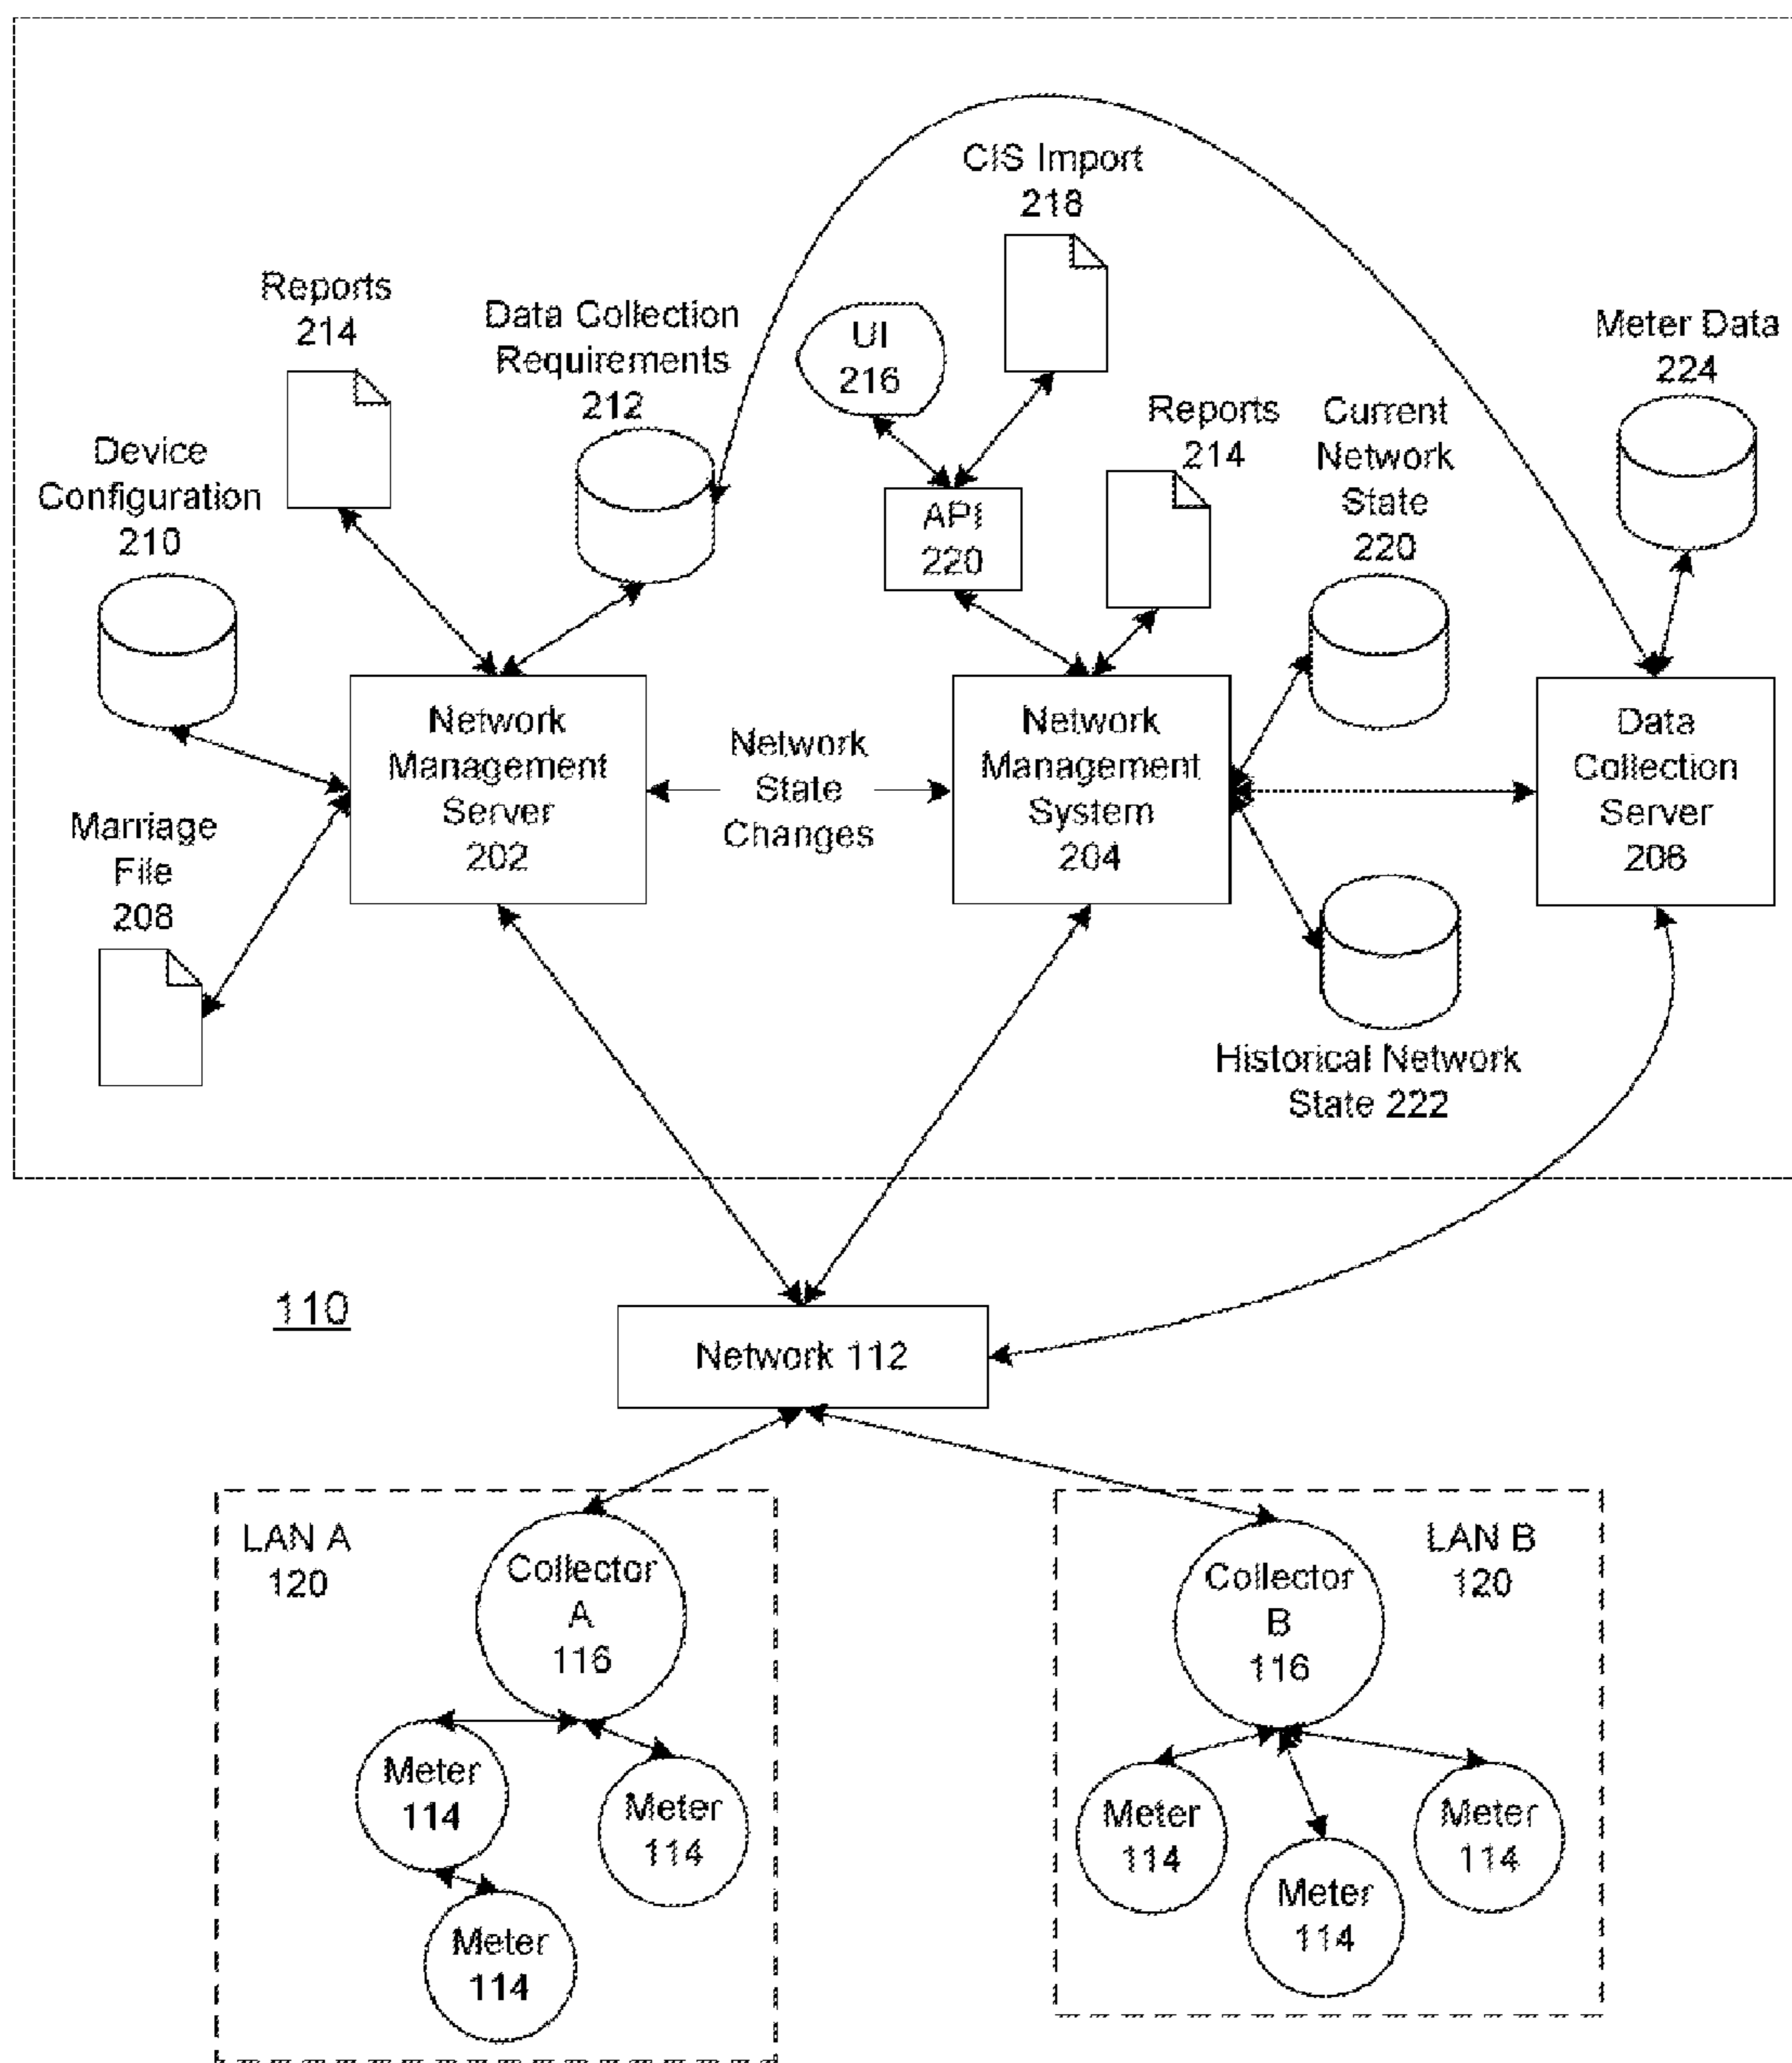 CIS Import
218
Reports
214
Data Collection
Requirements
212
UI
216
Meter Data
224
Reports
214
Current
Network
State
220
Device
Configuration
210
API
220
Network
Management
Server
202
Network
State
Changes
Network
Management
System
204
Data
Collection
Server
206
Marriage
File
208
Historical Network
State 222
110
Network 112
LAN A
120
Collector
A
116
LAN B
120
Collector
B
116
Meter
114
Meter
114
Meter
114
Meter
114
Meter
114
Meter
114